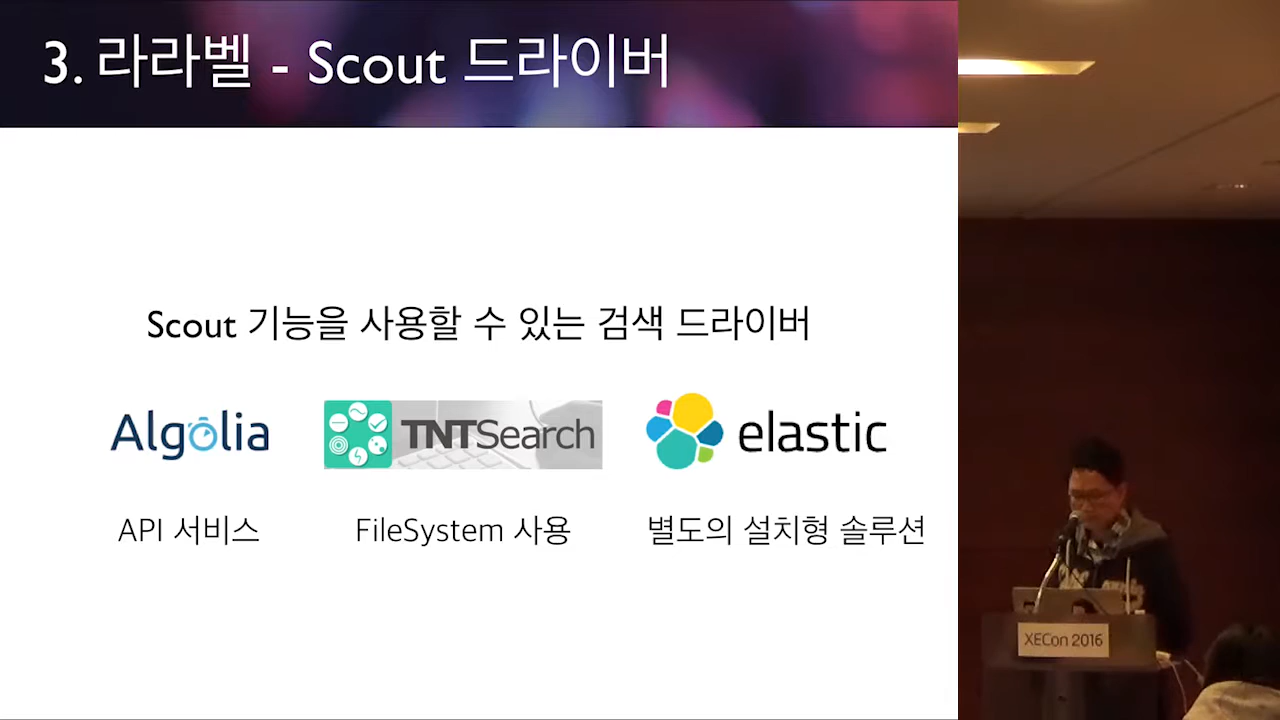 3. 라라벨 - Scout 드라이버
Scout 기능을 사용할 수 있는 검색 드라이버
Algolia
TNTSearch
elastic
API 서비스
FileSystem 사용
별도의 설치형 솔루션
XECon 2016